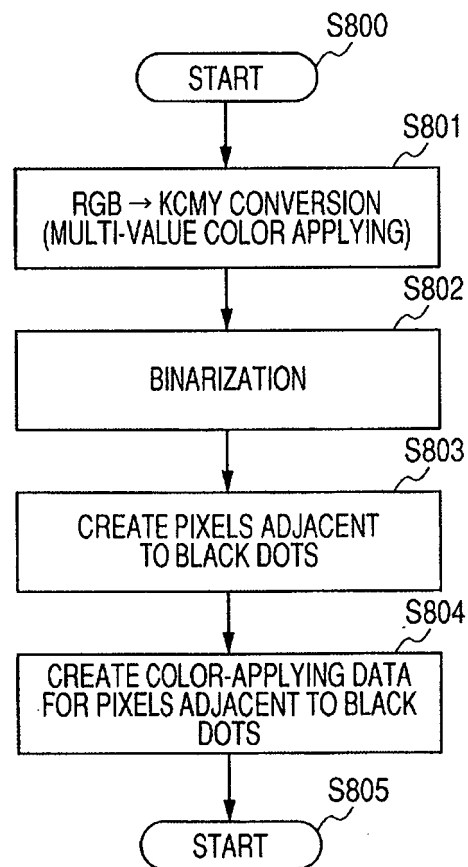 S800
START
S801
RGB → KCMY CONVERSION
(MULTI-VALUE COLOR APPLYING)
S802
BINARIZATION
S803
CREATE PIXELS ADJACENT
TO BLACK DOTS
S804
CREATE COLOR-APPLYING DATA
FOR PIXELS ADJACENT TO BLACK
DOTS
S805
START